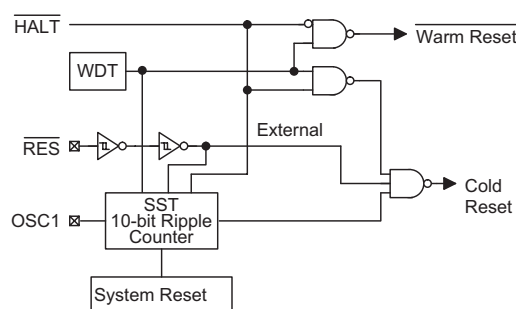 HALT
Warm Reset
WDT
External
RES
Cold
Reset
SST
10-bit Ripple
Counter
OSC1
System Reset